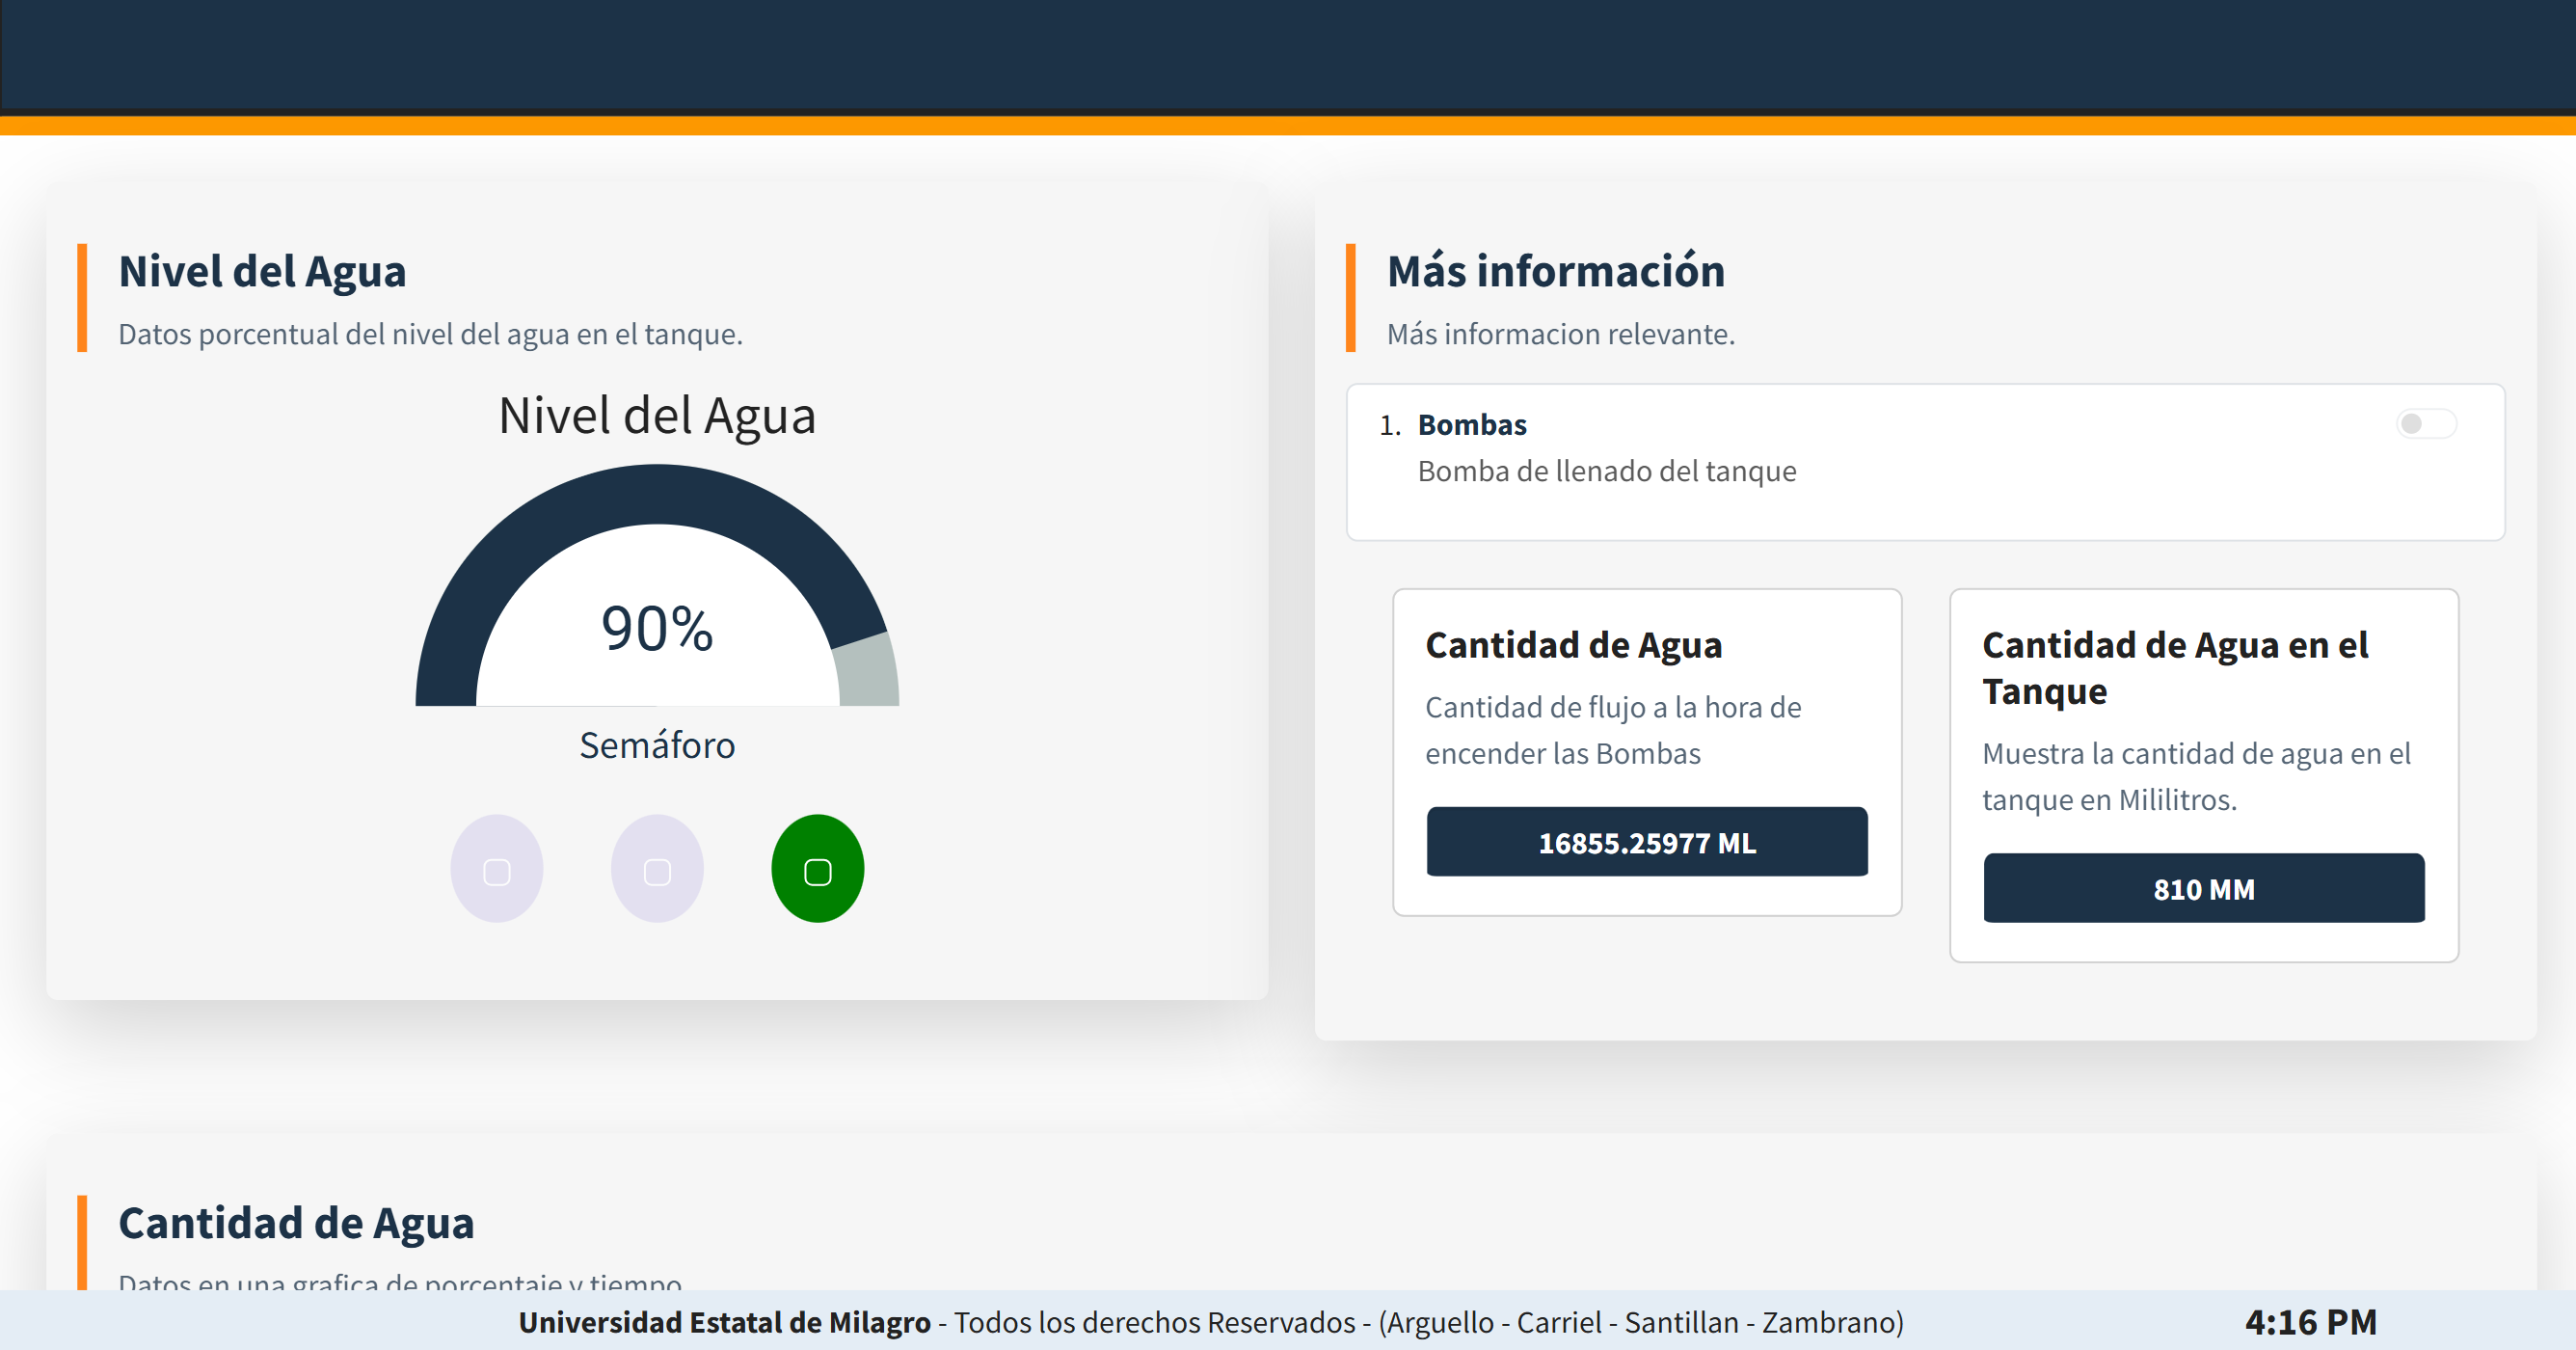 Nivel del Agua
Datos porcentual del nivel del agua en el tanque.
Nivel del Agua
90%
Semáforo
Más información
Más informacion relevante.
1. Bombas
Bomba de llenado del tanque
Cantidad de Agua
Cantidad de flujo a la hora de
encender las Bombas
16855.25977 ML
Cantidad de Agua en el
Tanque
Muestra la cantidad de agua en el
tanque en Mililitros.
810 MM
Cantidad de Agua
Datos en una grafica de porcentaje y tiempo
Universidad Estatal de Milagro - Todos los derechos Reservados - (Arguello - Carriel - Santillan - Zambrano)
4:16 PM